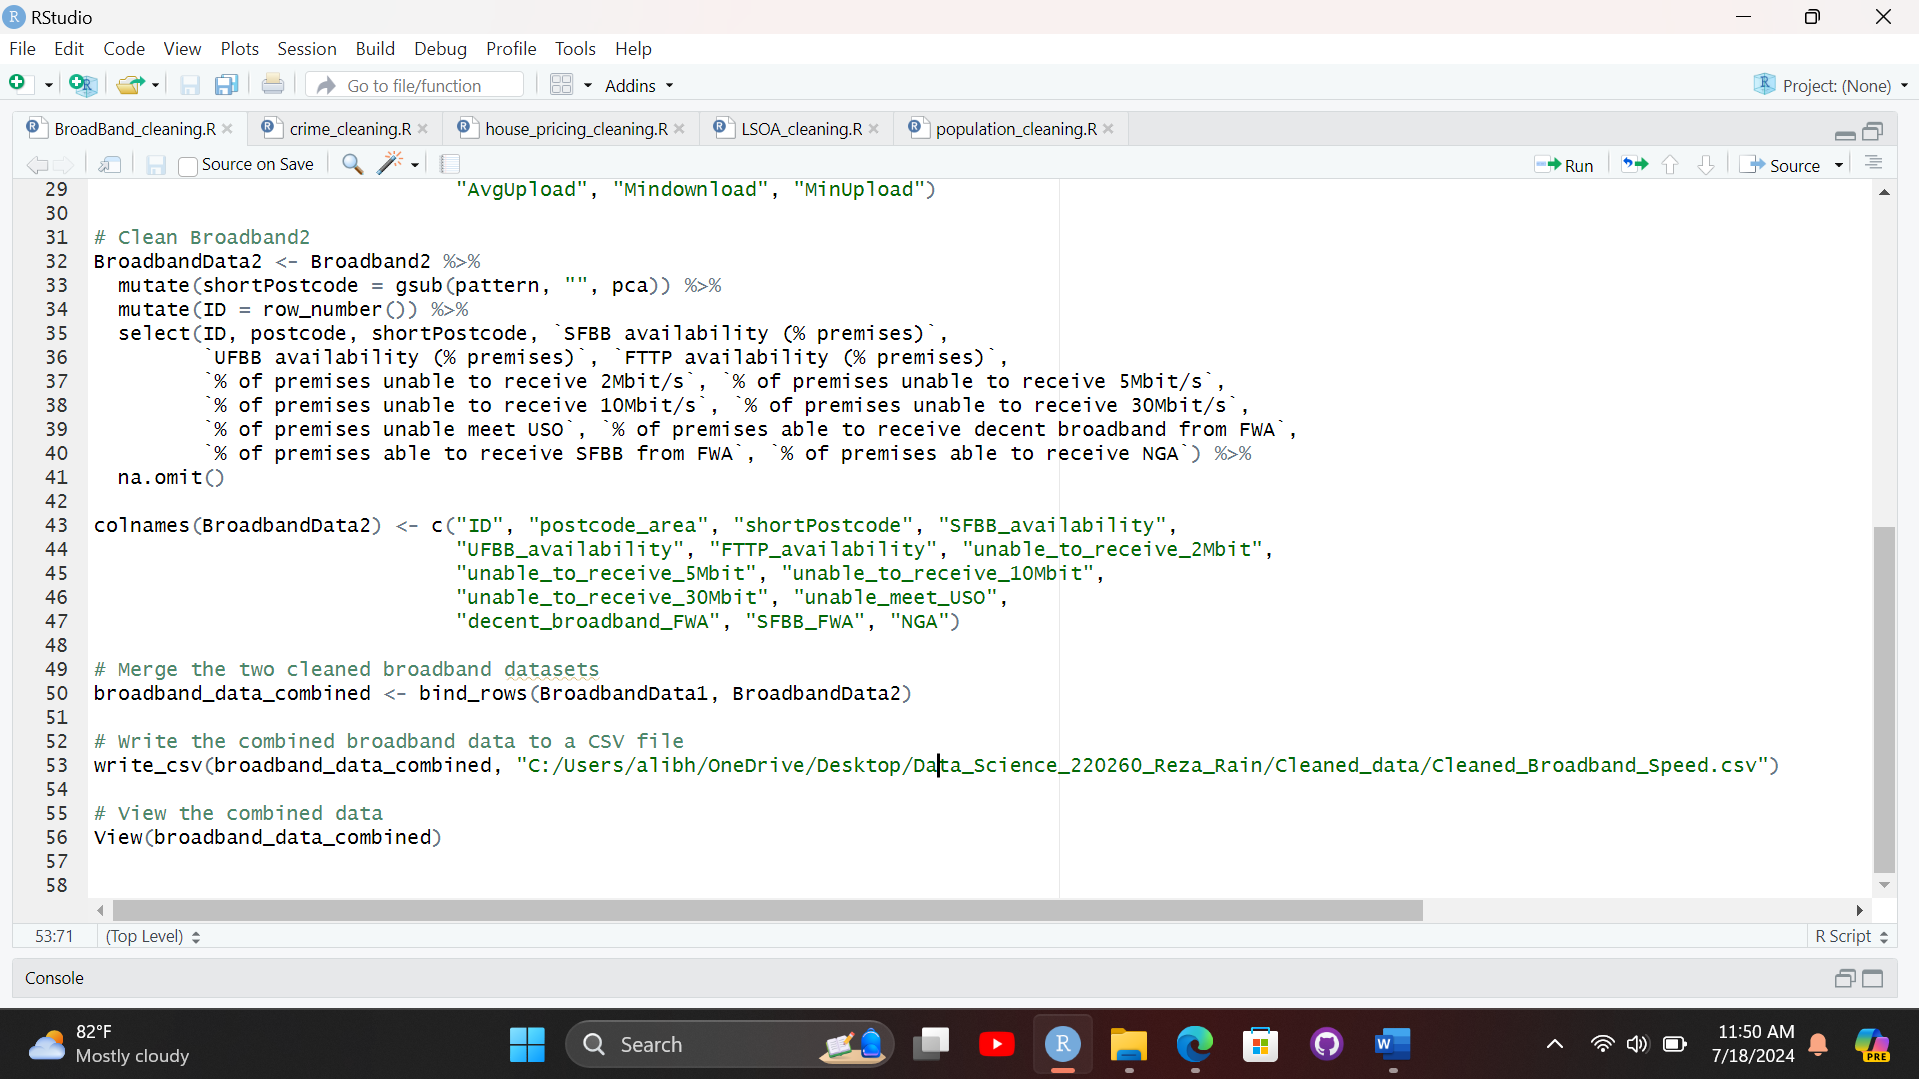 RStudio
File Edit Code View Plots Session Build Debug Profile Tools Help
Go to file/function Addins Project: (None)
BroadBand_cleaning.R crime_cleaning.R house_pricing_cleaning.R LSOA_cleaning.R population_cleaning.R
Source on Save Run Source
29 "AvgUpload", "Mindownload", "MinUpload")
30
31 # Clean Broadband2
32 BroadbandData2 <- Broadband2 %>%
33 mutate(shortPostcode = gsub(pattern, "", pca)) %>%
34 mutate(ID = row_number()) %>%
35 select(ID, postcode, shortPostcode, `SFBB availability (% premises)`,
36 `UFBB availability (% premises)`, `FTTP availability (% premises)`,
37 `% of premises unable to receive 2Mbit/s`, `% of premises unable to receive 5Mbit/s`,
38 `% of premises unable to receive 10Mbit/s`, `% of premises unable to receive 30Mbit/s`,
39 `% of premises unable meet USO`, `% of premises able to receive decent broadband from FWA`,
40 `% of premises able to receive SFBB from FWA`, `% of premises able to receive NGA`) %>%
41 na.omit()
42
43 colnames(BroadbandData2) <- c("ID", "postcode_area", "shortPostcode", "SFBB_availability",
44 "UFBB_availability", "FTTP_availability", "unable_to_receive_2Mbit",
45 "unable_to_receive_5Mbit", "unable_to_receive_10Mbit",
46 "unable_to_receive_30Mbit", "unable_meet_USO",
47 "decent_broadband_FWA", "SFBB_FWA", "NGA")
48
49 # Merge the two cleaned broadband datasets
50 broadband_data_combined <- bind_rows(BroadbandData1, BroadbandData2)
51
52 # Write the combined broadband data to a CSV file
53 write_csv(broadband_data_combined, "C:/Users/alibh/OneDrive/Desktop/Data_Science_220260_Reza_Rain/Cleaned_data/Cleaned_Broadband_Speed.csv")
54
55 # View the combined data
56 View(broadband_data_combined)
57
58
53:71 (Top Level) R Script
Console
82°F
Mostly cloudy
Search
11:50 AM
7/18/2024
PRE